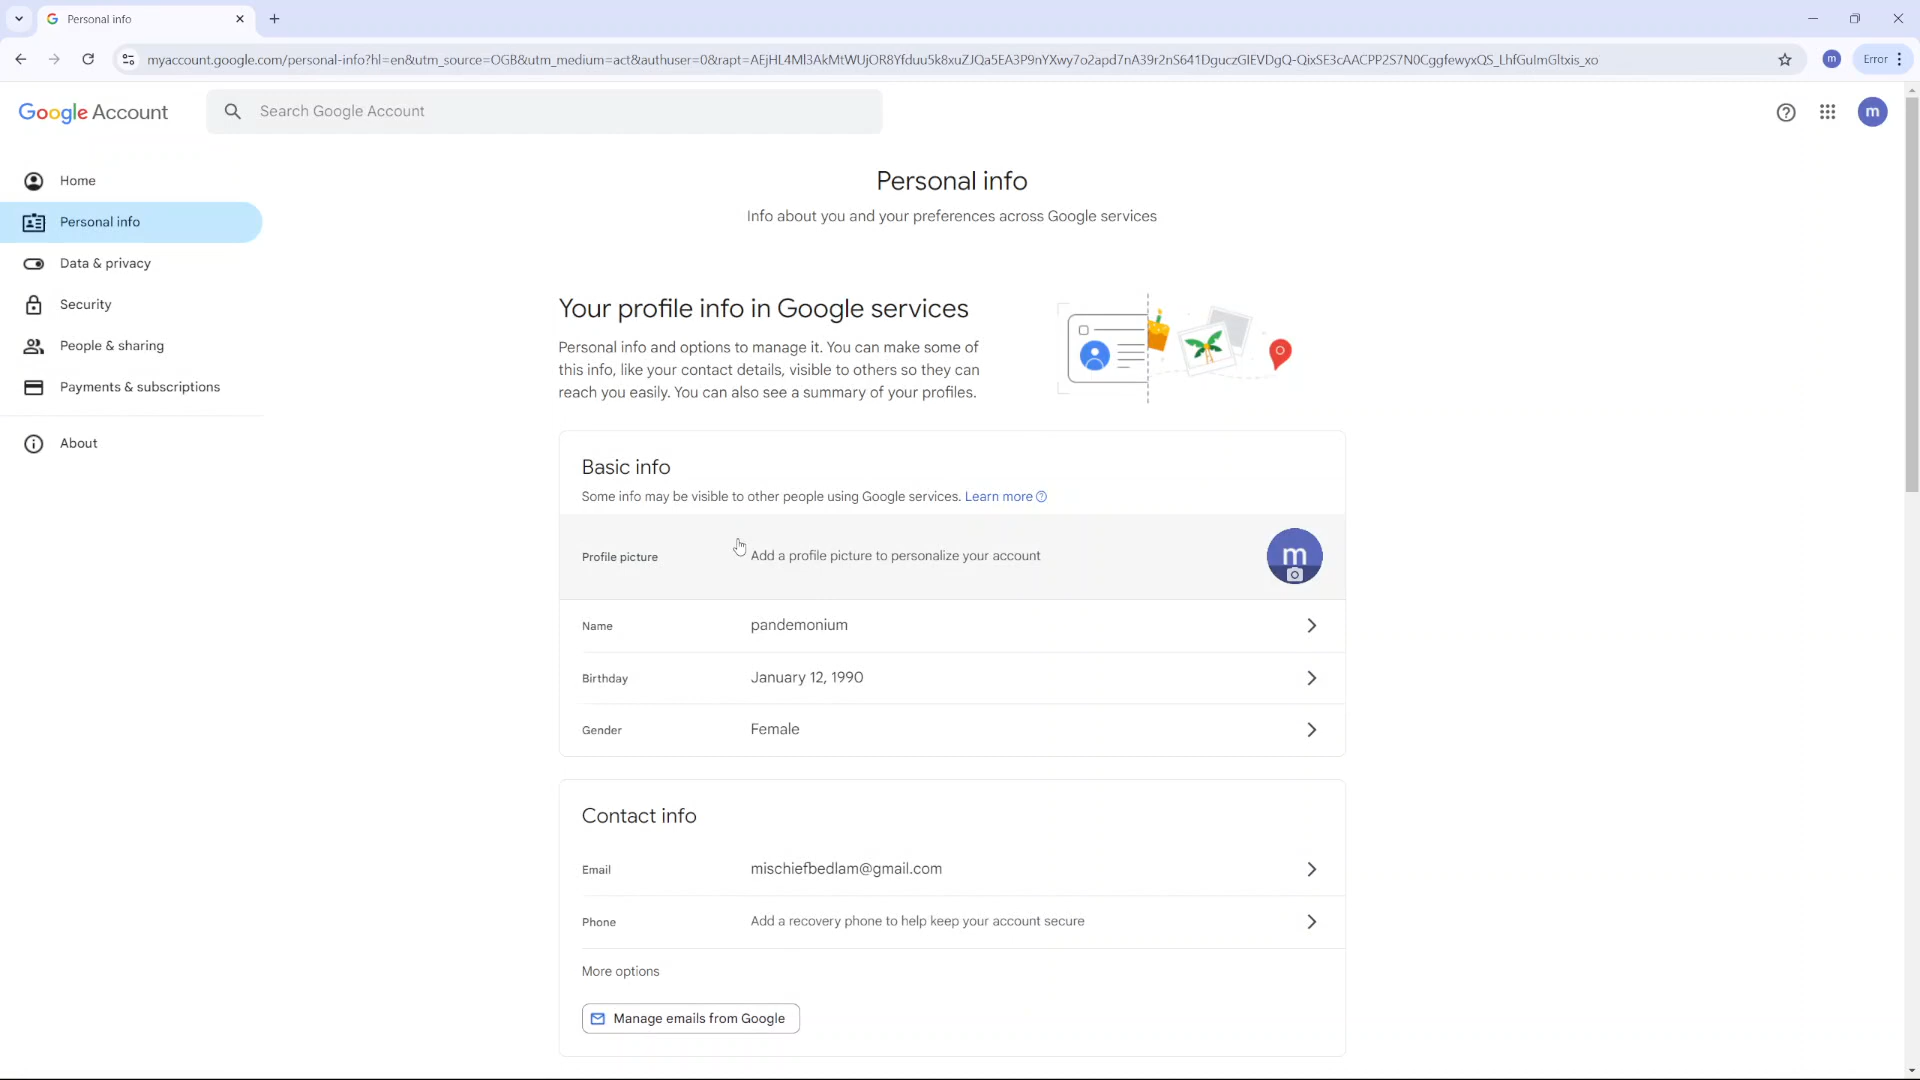 Personal info
myaccount.google.com/personal-info?hl=en&utm_source=OGB&utm_medium=act&authuser=0&rapt=AEjHL4Ml3AkMtWUjOR8Yfduu5k8xuZJQa5EA3P9nYXwy7o2apd7nA39r2nS641DguczGIEVDgQ-QixSE3cAACPP2S7N0CggfewyxQS_LhfGuImGltxis_xo
m
Error
Google Account
Search Google Account
m
Home
Personal info
Data & privacy
Security
People & sharing
Payments & subscriptions
About
Personal info
Info about you and your preferences across Google services
Your profile info in Google services
Personal info and options to manage it. You can make some of
this info, like your contact details, visible to others so they can
reach you easily. You can also see a summary of your profiles.
Basic info
Some info may be visible to other people using Google services. Learn more
Profile picture Add a profile picture to personalize your account m
Name pandemonium
Birthday January 12, 1990
Gender Female
Contact info
Email mischiefbedlam@gmail.com
Phone Add a recovery phone to help keep your account secure
More options
Manage emails from Google